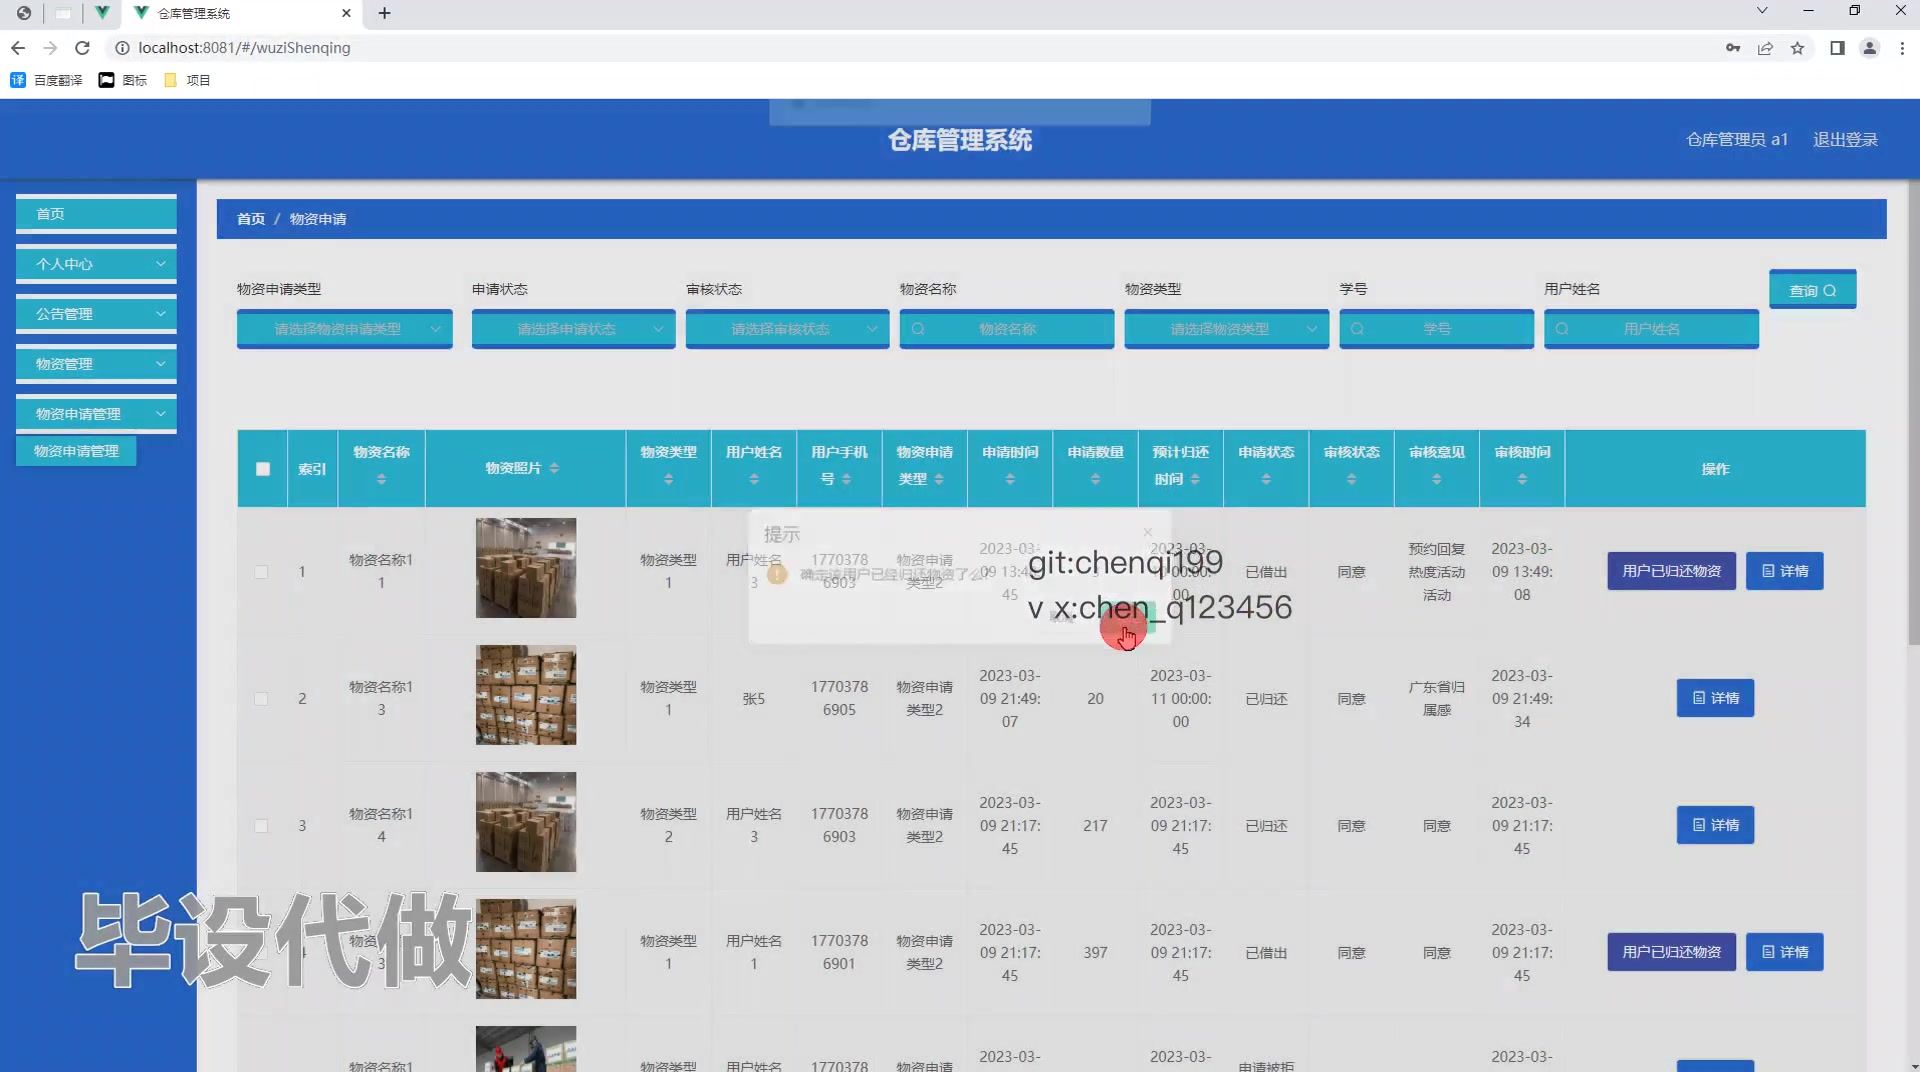 仓库管理系统
localhost:8081/#/wuziShenqing
百度翻译
图标
项目
仓库管理系统
仓库管理员 a1
退出登录
首页
个人中心
公告管理
物资管理
物资申请管理
物资申请管理
首页 / 物资申请
物资申请类型
申请状态
审核状态
物资名称
物资类型
学号
用户姓名
查询
请选择物资申请类型
请选择申请状态
请选择审核状态
物资名称
请选择物资类型
学号
用户姓名
索引
物资名称
物资照片
物资类型
用户姓名
用户手机
号
物资申请
类型
申请时间
申请数量
预计归还
时间
申请状态
审核状态
审核意见
审核时间
操作
提示
确定该用户已经归还物资了么?
git:chenqi199
v x:chen_q123456
1
物资名称1
1
物资类型
1
用户姓名
3
1770378
6903
物资申请
类型2
2023-03-
09 13:49:
45
2023-03-
已借出
同意
预约回复
热度活动
活动
2023-03-
09 13:49:
08
用户已归还物资
详情
2
物资名称1
3
物资类型
1
张5
1770378
6905
物资申请
类型2
2023-03-
09 21:49:
07
20
2023-03-
11 00:00:
00
已归还
同意
广东省归
属感
2023-03-
09 21:49:
34
详情
3
物资名称1
4
物资类型
2
用户姓名
3
1770378
6903
物资申请
类型2
2023-03-
09 21:17:
45
217
2023-03-
09 21:17:
45
已归还
同意
同意
2023-03-
09 21:17:
45
详情
毕设代做
物资类型
1
用户姓名
1
1770378
6901
物资申请
类型2
2023-03-
09 21:17:
45
397
2023-03-
09 21:17:
45
已借出
同意
同意
2023-03-
09 21:17:
45
用户已归还物资
详情
物资名称1
物资类型
用户姓名
1770378
物资申请
2023-03-
2023-03-
申请被拒
2023-03-